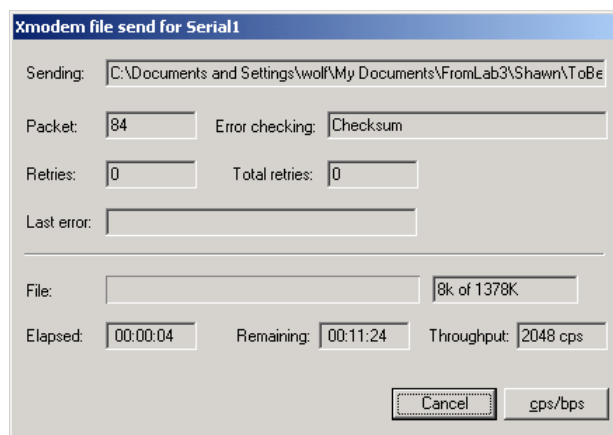 Xmodem file send for Serial1
Sending: C:\Documents and Settings\wolf\My Documents\FromLab3\Shawn\ToBe
Packet: 84 Error checking: Checksum
Retries: 0 Total retries: 0
Last error:
File: 8k of 1378K
Elapsed: 00:00:04 Remaining: 00:11:24 Throughput: 2048 cps
Cancel cps/bps